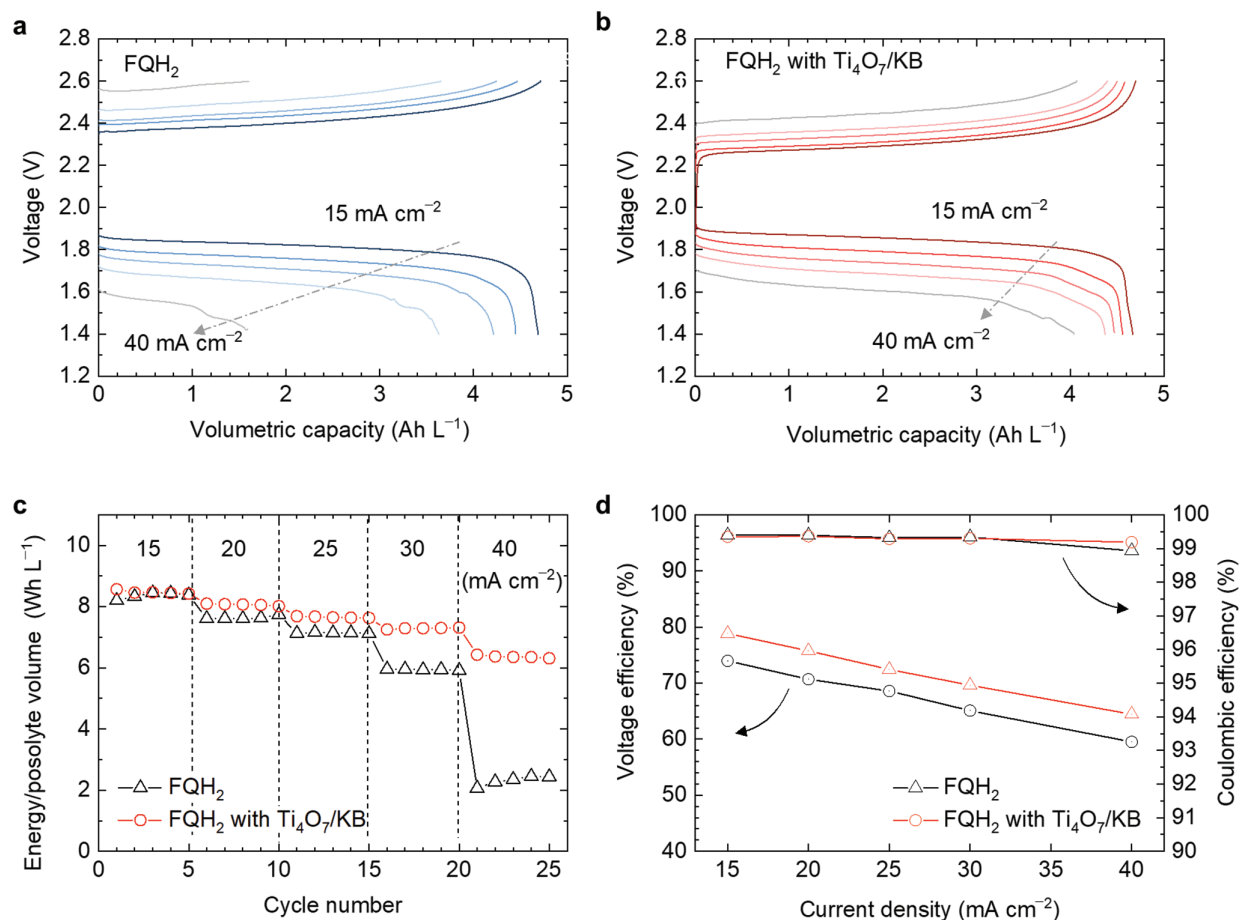 a
FQH₂
2.8
2.6
2.4
2.2
2.0
1.8
1.6
1.4
1.2
Voltage (V)
15 mA cm⁻²
40 mA cm⁻²
0 1 2 3 4 5
Volumetric capacity (Ah L⁻¹)
b
FQH₂ with Ti₄O₇/KB
2.8
2.6
2.4
2.2
2.0
1.8
1.6
1.4
1.2
Voltage (V)
15 mA cm⁻²
40 mA cm⁻²
0 1 2 3 4 5
Volumetric capacity (Ah L⁻¹)
c
10
8
6
4
2
0
Energy/posolyte volume (Wh L⁻¹)
15 20 25 30 40
(mA cm⁻²)
FQH₂
FQH₂ with Ti₄O₇/KB
0 5 10 15 20 25
Cycle number
d
100
90
80
70
60
50
40
Voltage efficiency (%)
100
99
98
97
96
95
94
93
92
91
90
Coulombic efficiency (%)
FQH₂
FQH₂ with Ti₄O₇/KB
15 20 25 30 35 40
Current density (mA cm⁻²)